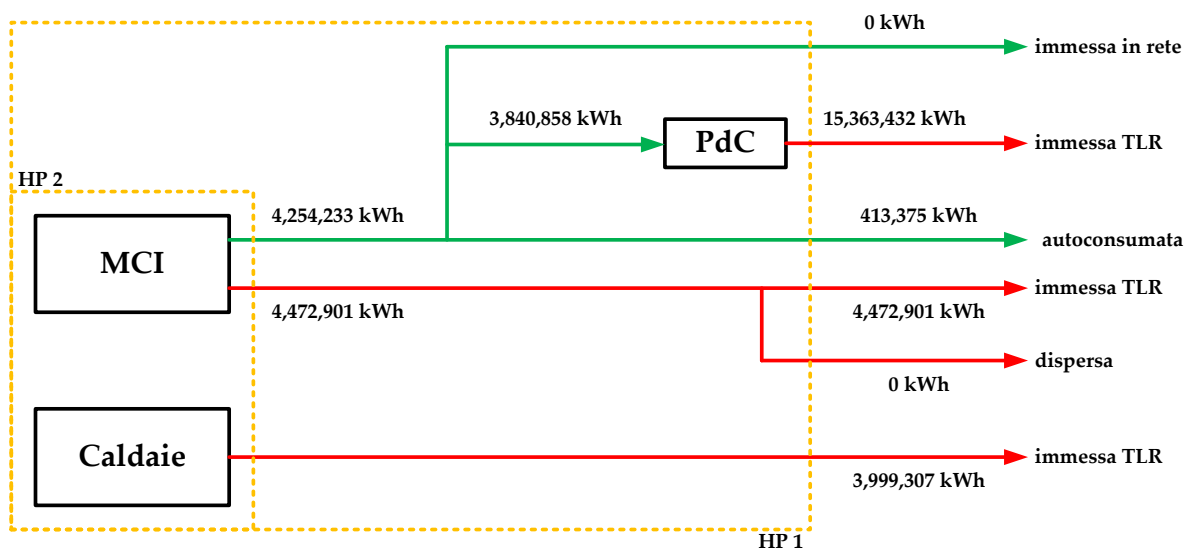 0 kWh
immessa in rete
3,840,858 kWh
PdC
15,363,432 kWh
immessa TLR
HP 2
MCI
4,254,233 kWh
413,375 kWh
autoconsumata
4,472,901 kWh
4,472,901 kWh
immessa TLR
dispersa
0 kWh
Caldaie
immessa TLR
3,999,307 kWh
HP 1